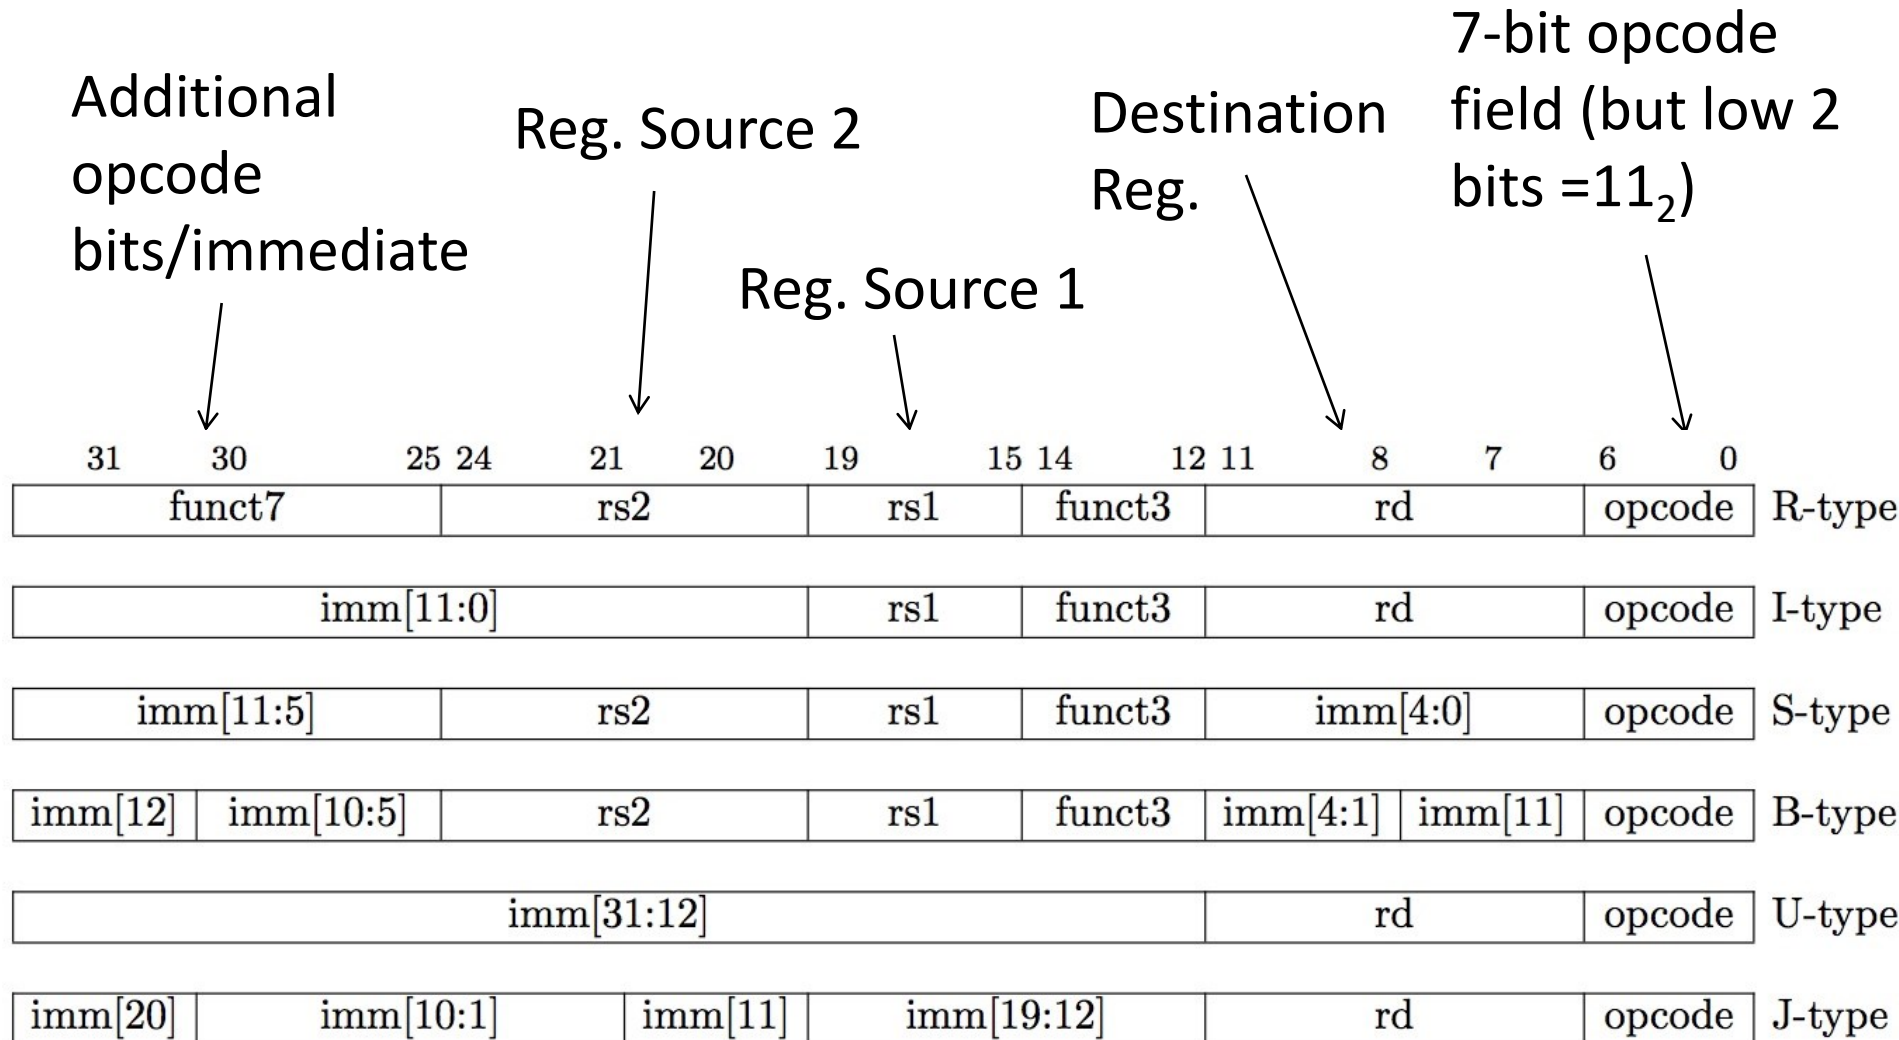 Additional
opcode
bits/immediate
Reg. Source 2
Reg. Source 1
Destination
Reg.
7-bit opcode
field (but low 2
bits =11₂)
31 30 25 24 21 20 19 15 14 12 11 8 7 6 0
funct7 rs2 rs1 funct3 rd opcode R-type
imm[11:0] rs1 funct3 rd opcode I-type
imm[11:5] rs2 rs1 funct3 imm[4:0] opcode S-type
imm[12] imm[10:5] rs2 rs1 funct3 imm[4:1] imm[11] opcode B-type
imm[31:12] rd opcode U-type
imm[20] imm[10:1] imm[11] imm[19:12] rd opcode J-type